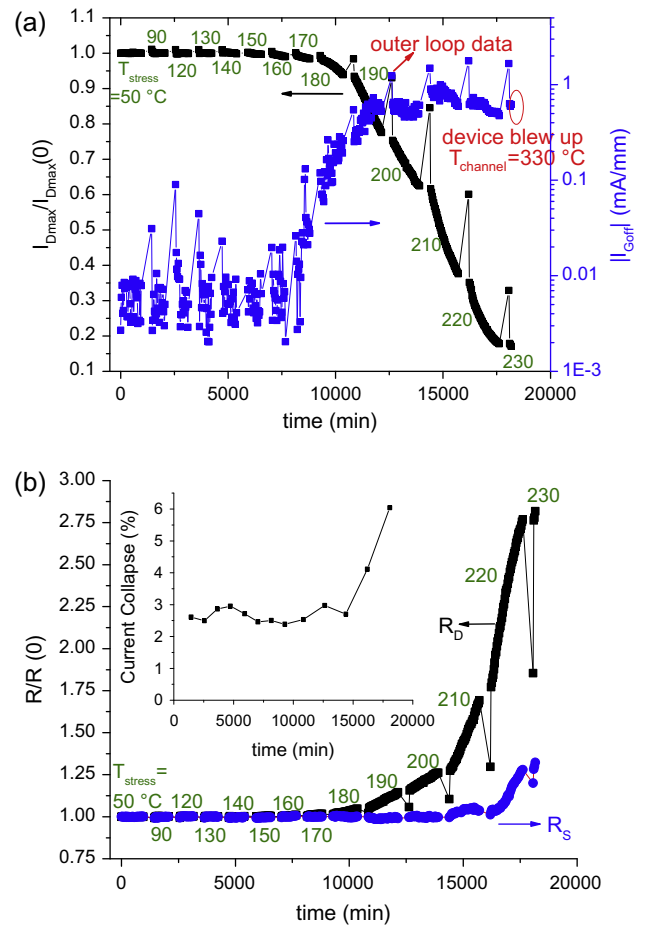 (a)
90 130 150 170
120 140 160 180 190
T_stress
=50 °C
outer loop data
device blew up
T_channel=330 °C
200
210
220
230
1.1
1.0
0.9
0.8
0.7
0.6
0.5
0.4
0.3
0.2
0.1
I_Dmax/I_Dmax(0)
1
0.1
0.01
1E-3
|I_Goff| (mA/mm)
0 5000 10000 15000 20000
time (min)
(b)
3.00
2.75
2.50
2.25
2.00
1.75
1.50
1.25
1.00
0.75
R/R (0)
6
5
4
3
2
1
0
Current Collapse (%)
0 5000 10000 15000 20000
time (min)
230
220
R_D
210
200
190
180
T_stress=
50 °C 120 140 160
90 130 150 170
R_S
0 5000 10000 15000 20000
time (min)